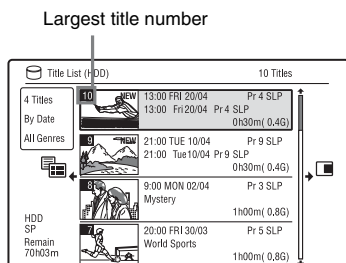 Largest title number
Title List (HDD) 10 Titles
4 Titles
By Date
All Genres
10 NEW 13:00 FRI 20/04 Pr 4 SLP
13:00 Fri20/04 Pr 4 SLP
0h30m( 0.4G)
9 NEW 21:00 TUE 10/04 Pr 9 SLP
21:00 Tue10/04 Pr 9 SLP
0h30m( 0.4G)
8 9:00 MON 02/04 Pr 3 SLP
Mystery
1h00m( 0,8G)
7 20:00 FRI 30/03 Pr 5 SLP
World Sports
1h00m( 0,8G)
HDD
SP
Remain
70h03m